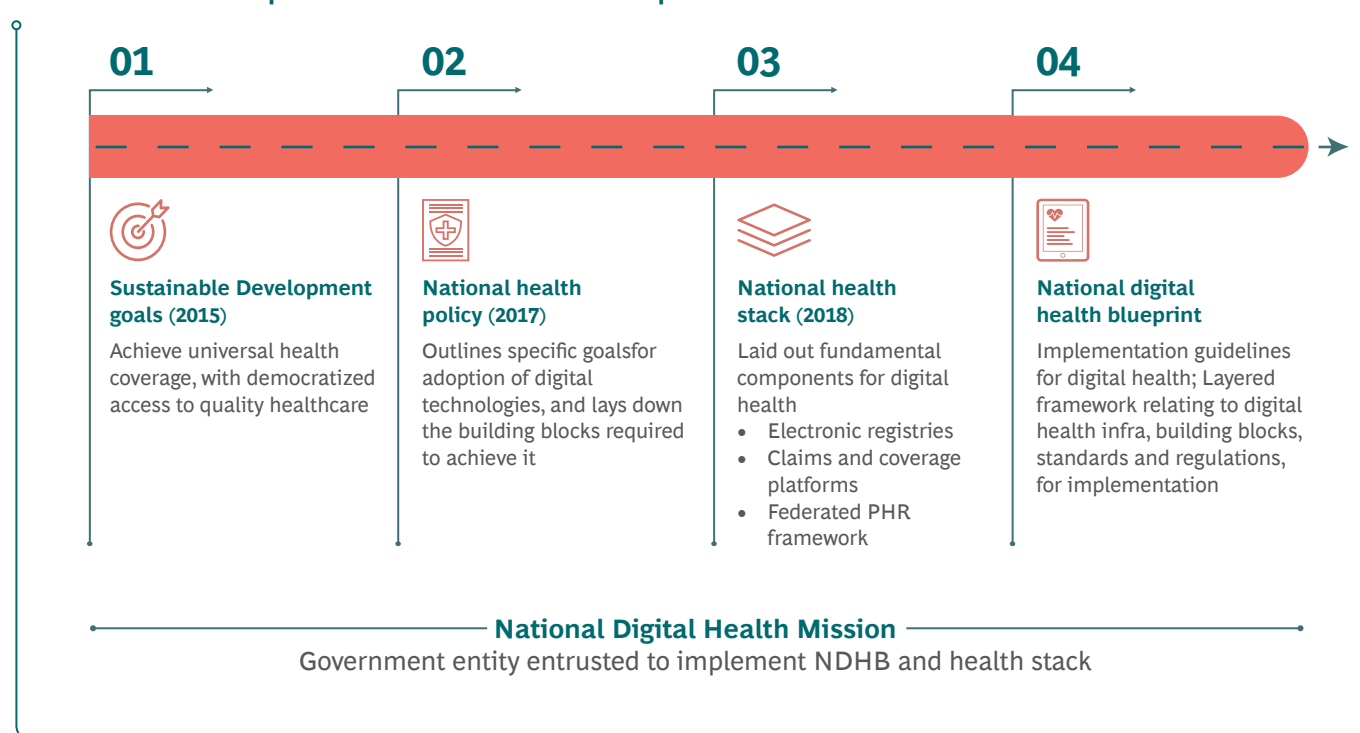 01
02
03
04
Sustainable Development
goals (2015)
Achieve universal health
coverage, with democratized
access to quality healthcare
National health
policy (2017)
Outlines specific goalsfor
adoption of digital
technologies, and lays down
the building blocks required
to achieve it
National health
stack (2018)
Laid out fundamental
components for digital
health
• Electronic registries
• Claims and coverage
platforms
• Federated PHR
framework
National digital
health blueprint
Implementation guidelines
for digital health; Layered
framework relating to digital
health infra, building blocks,
standards and regulations,
for implementation
National Digital Health Mission
Government entity entrusted to implement NDHB and health stack